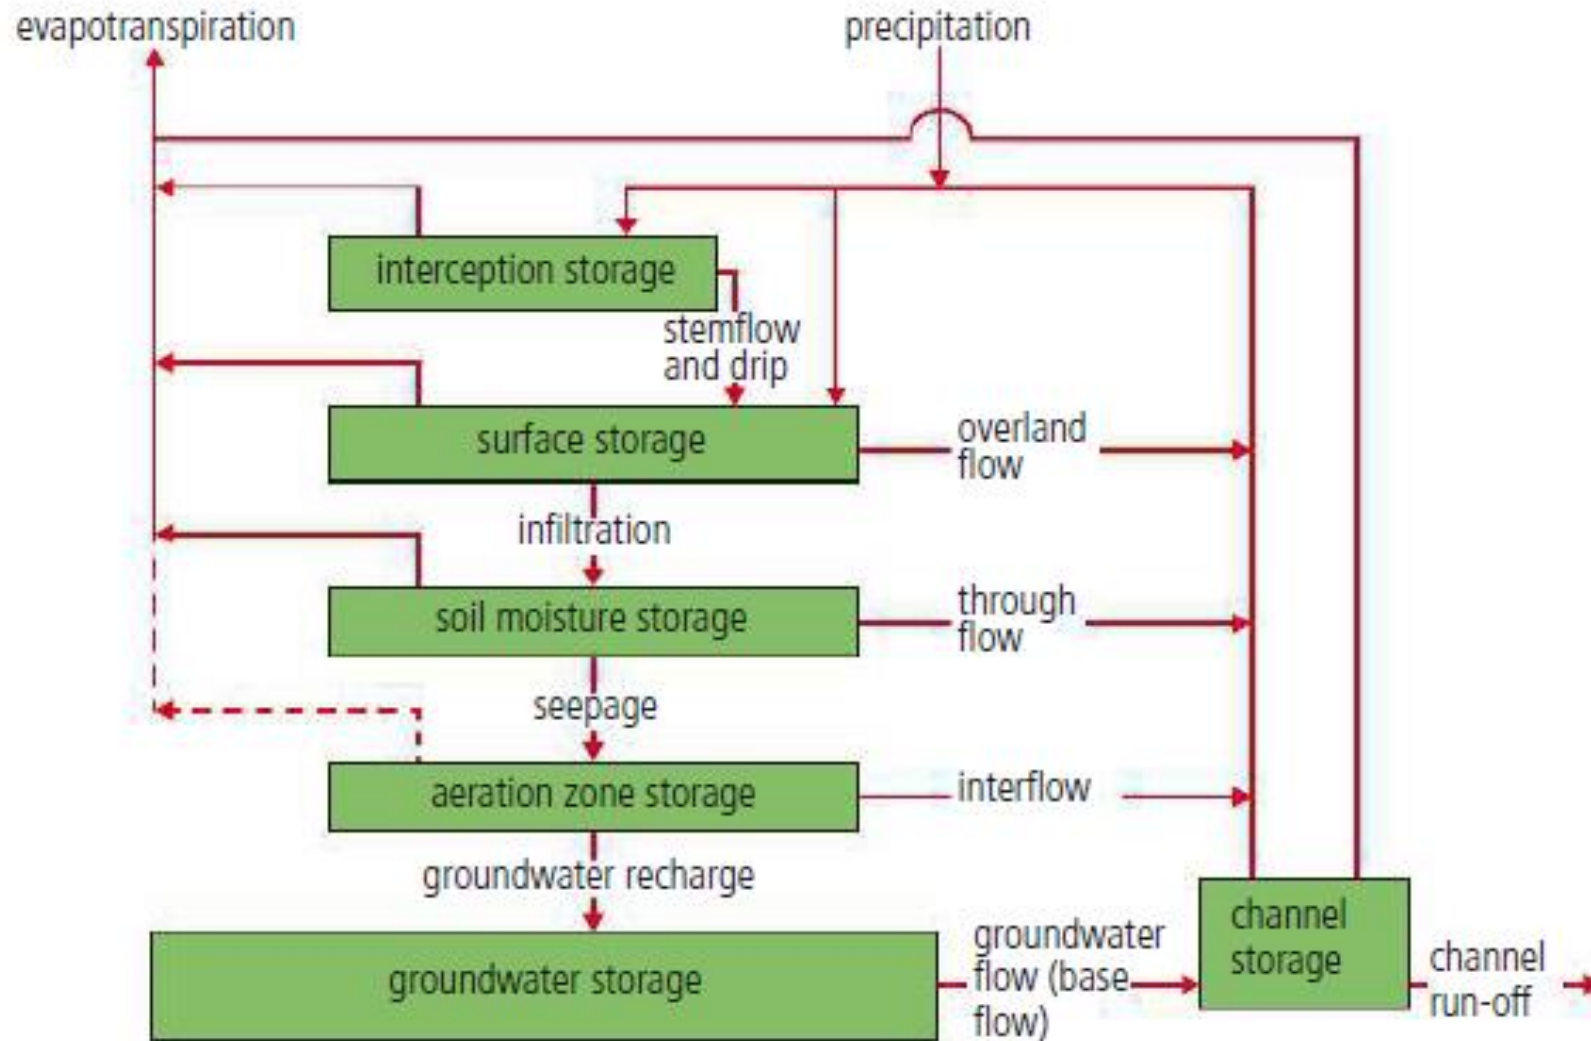 evapotranspiration
precipitation
interception storage
stemflow
and drip
surface storage
overland
flow
infiltration
soil moisture storage
through
flow
seepage
aeration zone storage
interflow
groundwater recharge
groundwater storage
groundwater
flow (base
flow)
channel
storage
channel
run-off